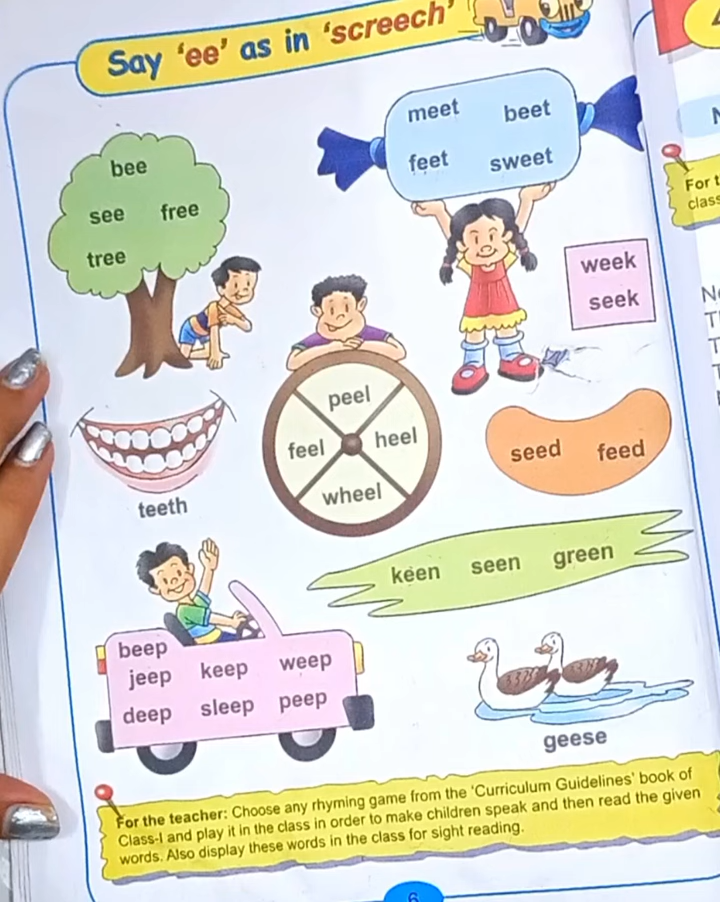 Say 'ee' as in 'screech'
bee
see free
tree
meet beet
feet sweet
week
seek
peel
feel heel
wheel
seed feed
teeth
keen seen green
beep
jeep keep weep
deep sleep peep
geese
For the teacher: Choose any rhyming game from the 'Curriculum Guidelines' book of
Class-I and play it in the class in order to make children speak and then read the given
words. Also display these words in the class for sight reading.
6
For t
class